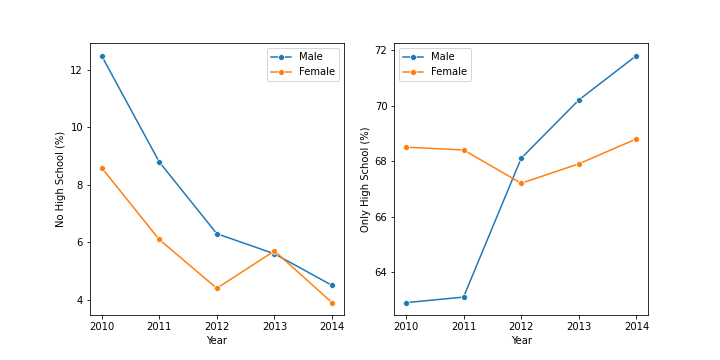 No High School (%)
12
10
8
6
4
2010 2011 2012 2013 2014
Year
Male
Female
Only High School (%)
72
70
68
66
64
2010 2011 2012 2013 2014
Year
Male
Female